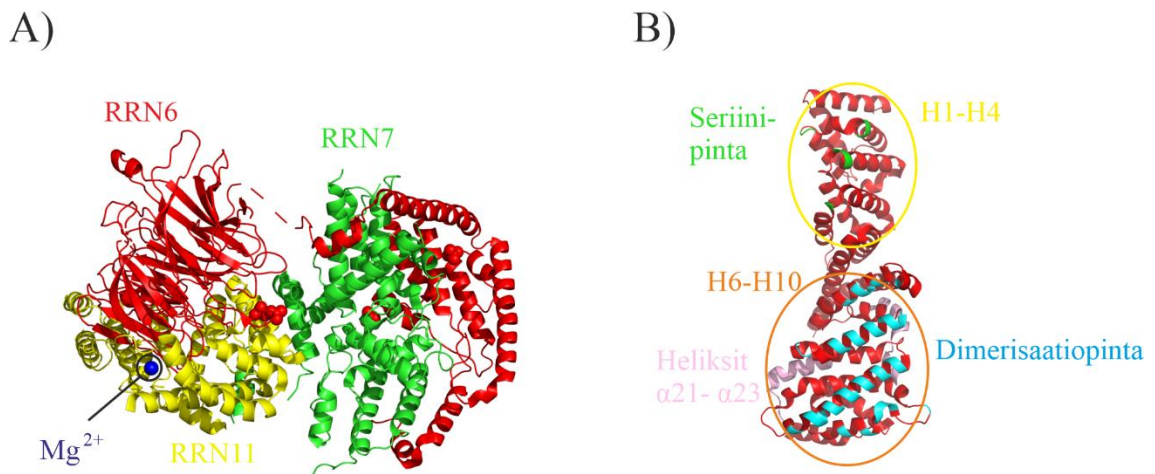 A)
B)
RRN6
RRN7
Mg2+
RRN11
Seriini-
pinta
H1-H4
H6-H10
Heliksit
α21- α23
Dimerisaatiopinta